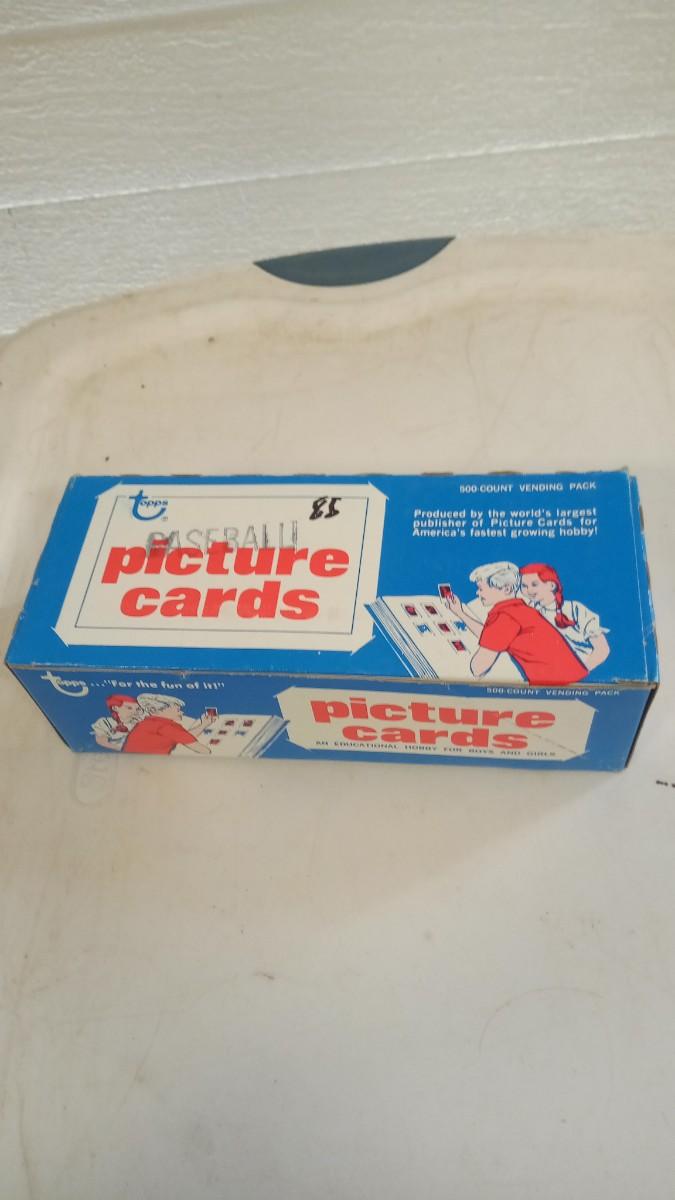 topps
®
85
BASEBALL
picture
cards
500-COUNT VENDING PACK
Produced by the world's largest
publisher of Picture Cards for
America's fastest growing hobby!
topps..."For the fun of it!"
500-COUNT VENDING PACK
picture
cards
AN EDUCATIONAL HOBBY FOR BOYS AND GIRLS